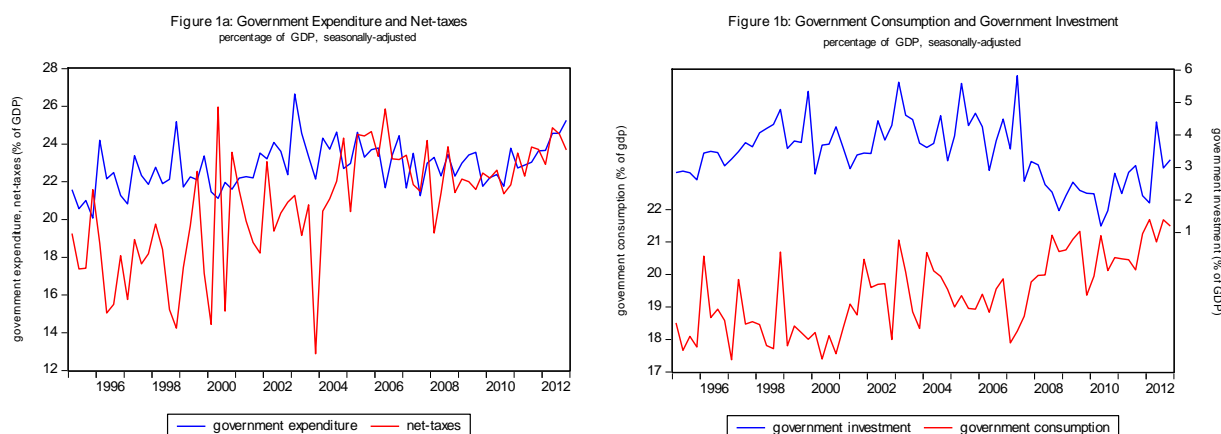 Figure 1a: Government Expenditure and Net-taxes
percentage of GDP, seasonally-adjusted
government expenditure, net-taxes (% of GDP)
28
26
24
22
20
18
16
14
12
1996 1998 2000 2002 2004 2006 2008 2010 2012
government expenditure net-taxes
Figure 1b: Government Consumption and Government Investment
percentage of GDP, seasonally-adjusted
government consumption (% of gdp)
22
21
20
19
18
17
6
5
4
3
2
1
government investment (% of GDP)
1996 1998 2000 2002 2004 2006 2008 2010 2012
government investment government consumption